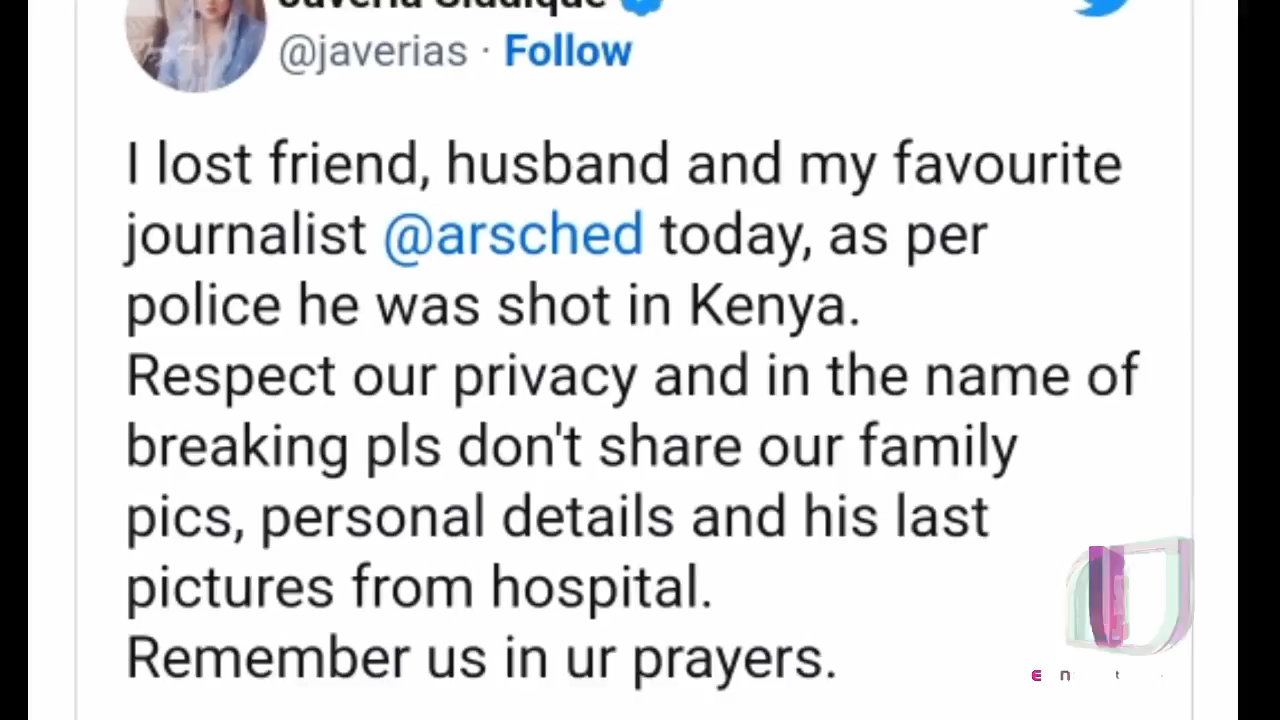 Javeria Siddique
@javerias · Follow
I lost friend, husband and my favourite
journalist @arsched today, as per
police he was shot in Kenya.
Respect our privacy and in the name of
breaking pls don't share our family
pics, personal details and his last
pictures from hospital.
Remember us in ur prayers.